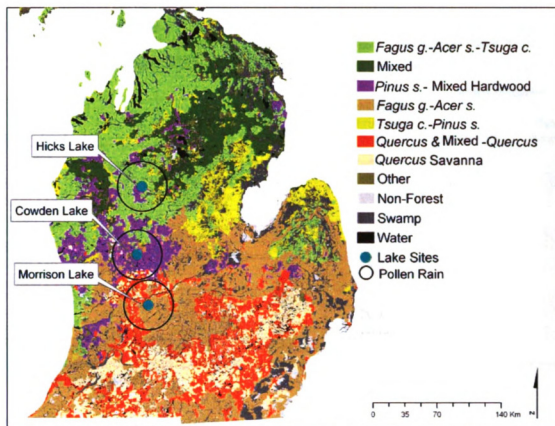 Fagus g.-Acer s.-Tsuga c.
Mixed
Pinus s.- Mixed Hardwood
Fagus g.-Acer s.
Tsuga c.-Pinus s.
Quercus & Mixed -Quercus
Quercus Savanna
Other
Non-Forest
Swamp
Water
Lake Sites
Pollen Rain
Hicks Lake
Cowden Lake
Morrison Lake
0 35 70 140 Km
N